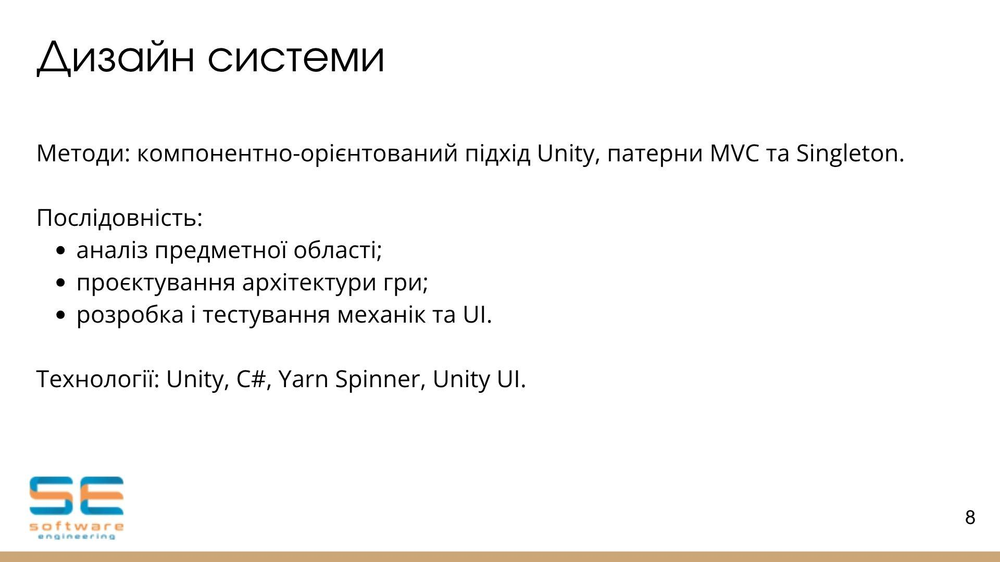 Дизайн системи
Методи: компонентно-орієнтований підхід Unity, патерни MVC та Singleton.
Послідовність:
• аналіз предметної області;
• проєктування архітектури гри;
• розробка і тестування механік та UI.
Технології: Unity, C#, Yarn Spinner, Unity UI.
SE
software
engineering
8